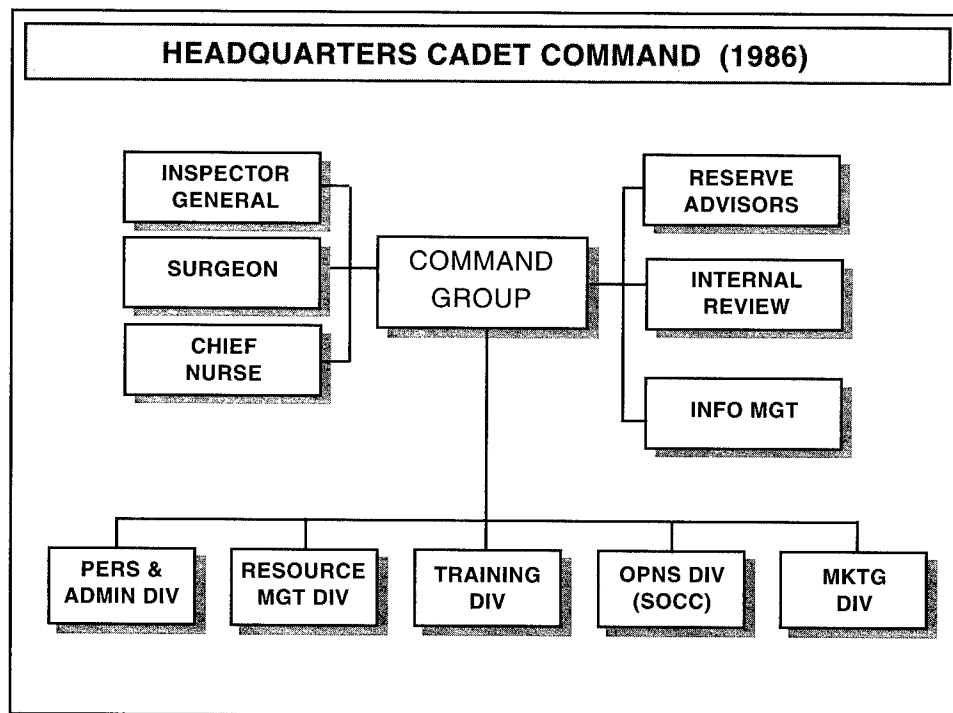 HEADQUARTERS CADET COMMAND (1986)
INSPECTOR
GENERAL
SURGEON
CHIEF
NURSE
COMMAND
GROUP
RESERVE
ADVISORS
INTERNAL
REVIEW
INFO MGT
PERS &
ADMIN DIV
RESOURCE
MGT DIV
TRAINING
DIV
OPNS DIV
(SOCC)
MKTG
DIV